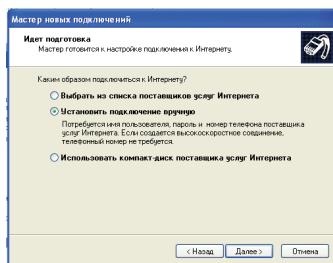 Мастер новых подключений
Идет подготовка
Мастер готовится к настройке подключения к Интернету.
Каким образом подключиться к Интернету?
Выбрать из списка поставщиков услуг Интернета
Установить подключение вручную
Потребуется имя пользователя, пароль и номер телефона поставщика
услуг Интернета. Если создается высокоскоростное соединение,
телефонный номер не требуется.
Использовать компакт-диск поставщика услуг Интернета
< Назад Далее > Отмена